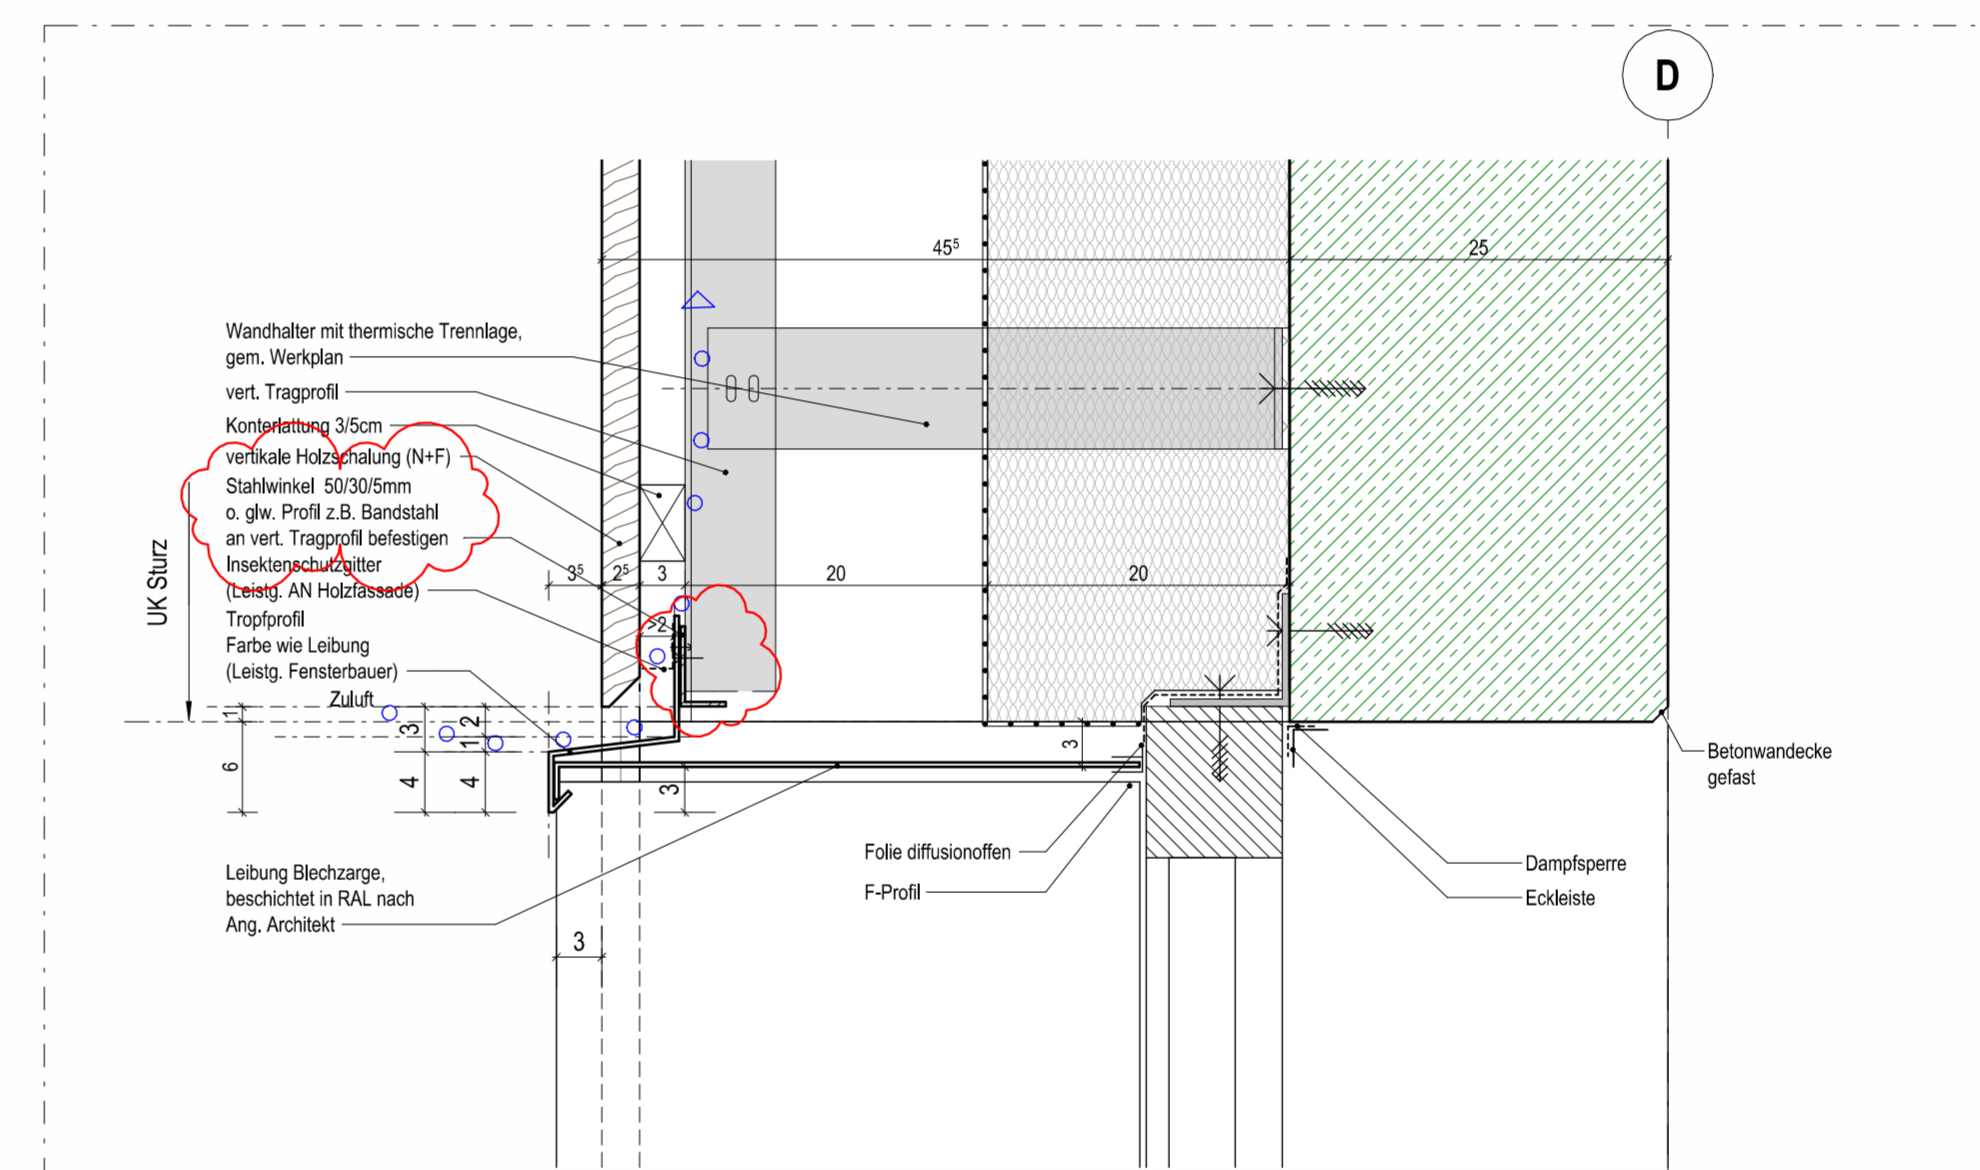 D
45⁵
25
Wandhalter mit thermische Trennlage,
gem. Werkplan
vert. Tragprofil
Konterlattung 3/5cm
vertikale Holzschalung (N+F)
Stahlwinkel 50/30/5mm
o. glw. Profil z.B. Bandstahl
an vert. Tragprofil befestigen
Insektenschutzgitter
(Leistg. AN Holzfassade)
Tropfprofil
Farbe wie Leibung
(Leistg. Fensterbauer)
Zuluft
UK Sturz
3⁵
2⁵
3
20
20
>2
1
3
2
1
6
4
4
3
3
Betonwandecke
gefast
Folie diffusionoffen
F-Profil
Dampfsperre
Eckleiste
Leibung Blechzarge,
beschichtet in RAL nach
Ang. Architekt
3